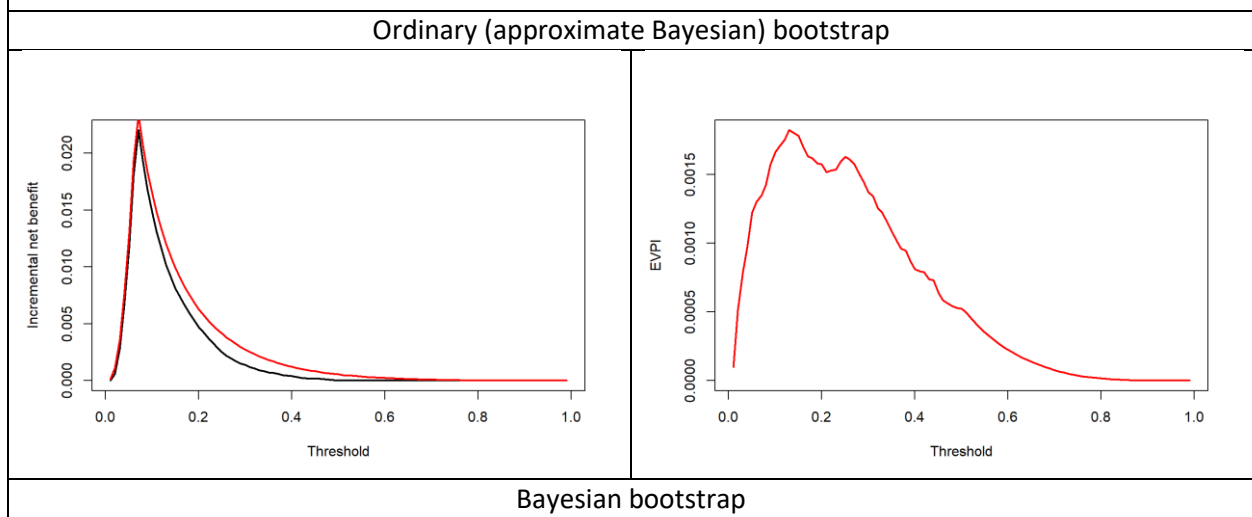 Ordinary (approximate Bayesian) bootstrap
Incremental net benefit
0.020
0.015
0.010
0.005
0.000
0.0 0.2 0.4 0.6 0.8 1.0
Threshold
EVPI
0.0015
0.0010
0.0005
0.0000
0.0 0.2 0.4 0.6 0.8 1.0
Threshold
Bayesian bootstrap